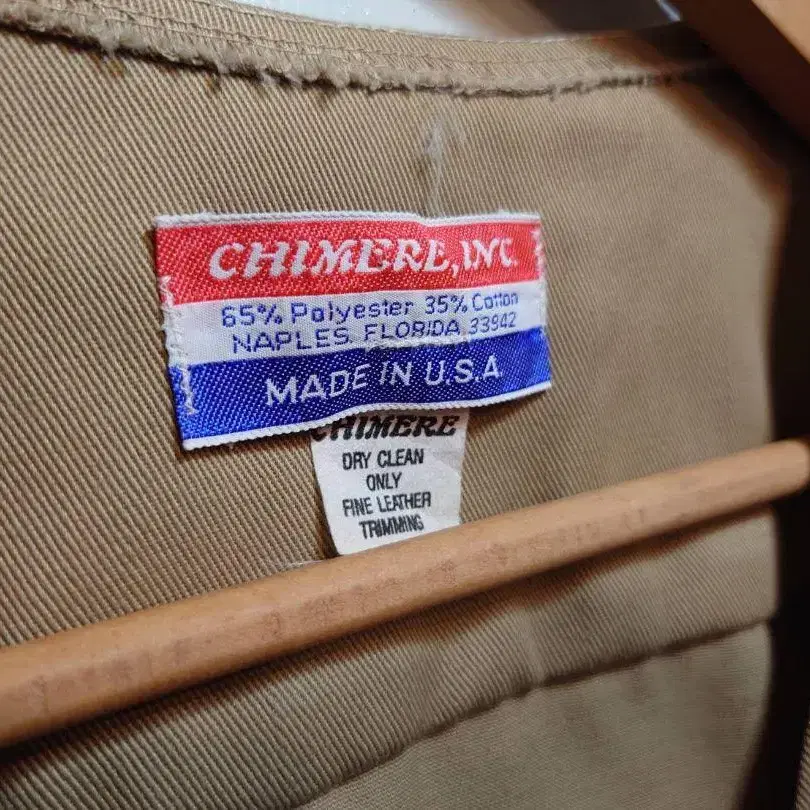 CHIMERE, INC.
65% Polyester 35% Cotton
NAPLES, FLORIDA 33942
MADE IN U.S.A
CHIMERE
DRY CLEAN
ONLY
FINE LEATHER
TRIMMING